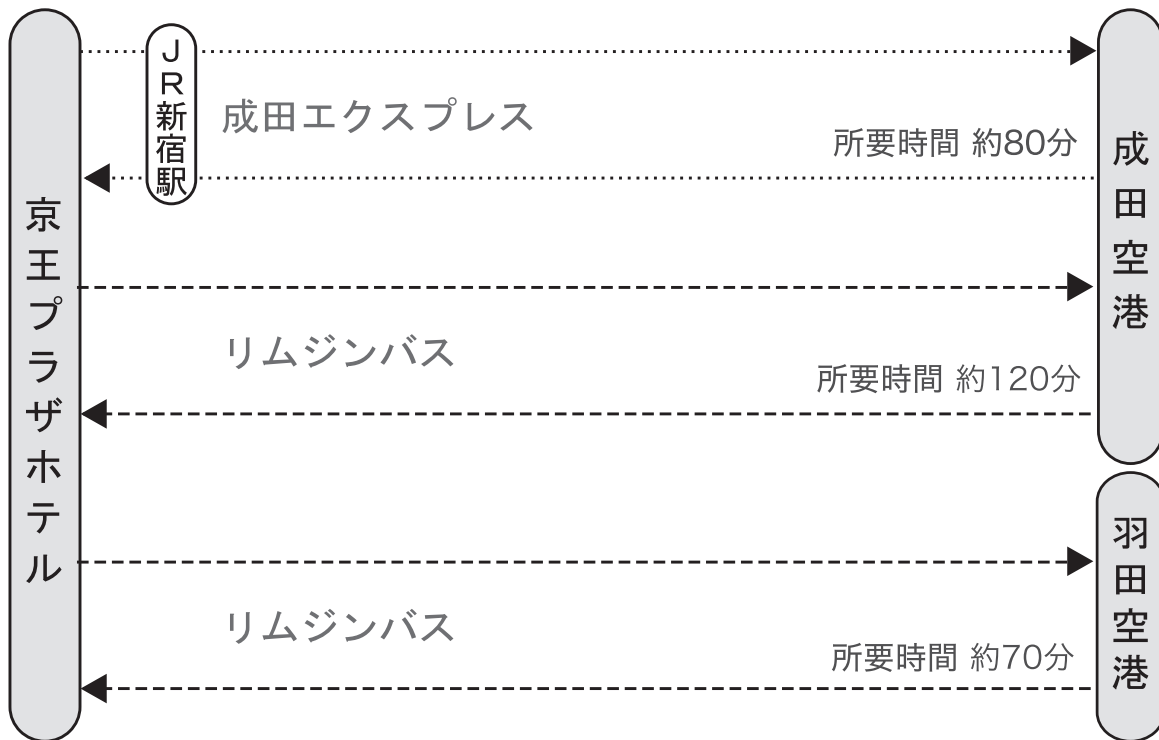 京王プラザホテル
JR新宿駅
成田エクスプレス
所要時間 約80分
リムジンバス
所要時間 約120分
成田空港
リムジンバス
所要時間 約70分
羽田空港